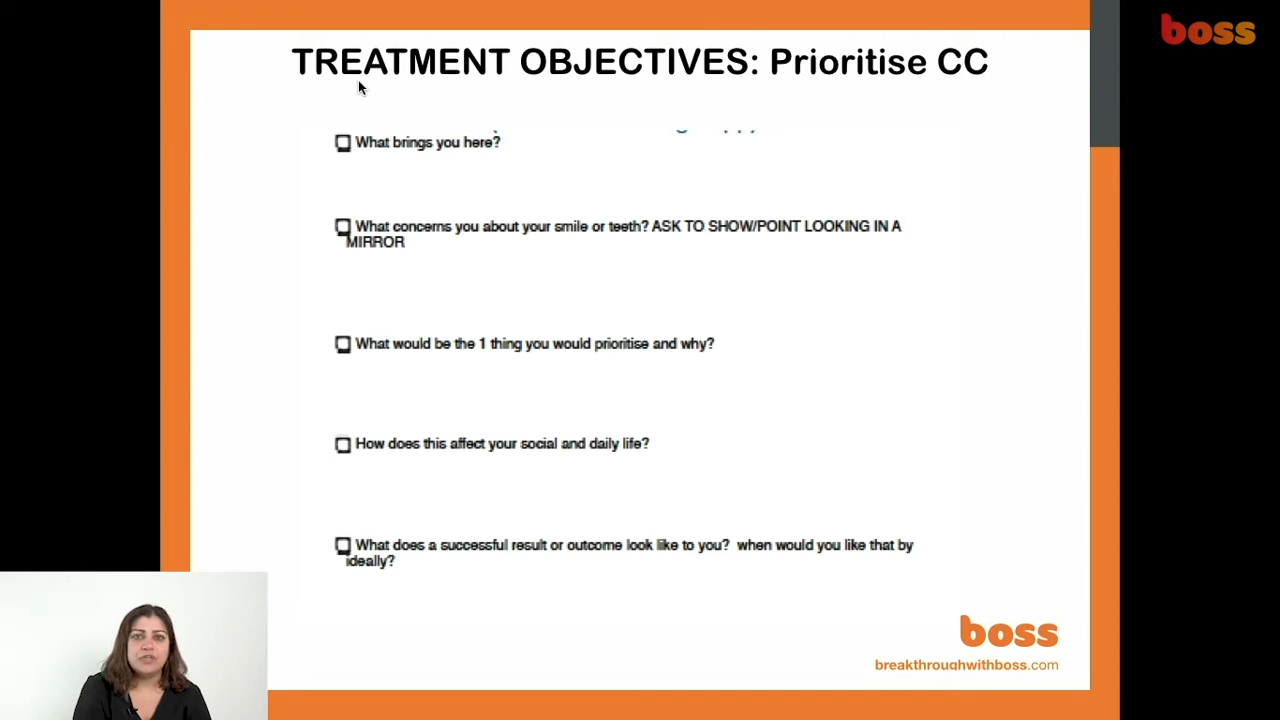 boss
TREATMENT OBJECTIVES: Prioritise CC
What brings you here?
What concerns you about your smile or teeth? ASK TO SHOW/POINT LOOKING IN A
MIRROR
What would be the 1 thing you would prioritise and why?
How does this affect your social and daily life?
What does a successful result or outcome look like to you? when would you like that by
ideally?
boss
breakthroughwithboss.com